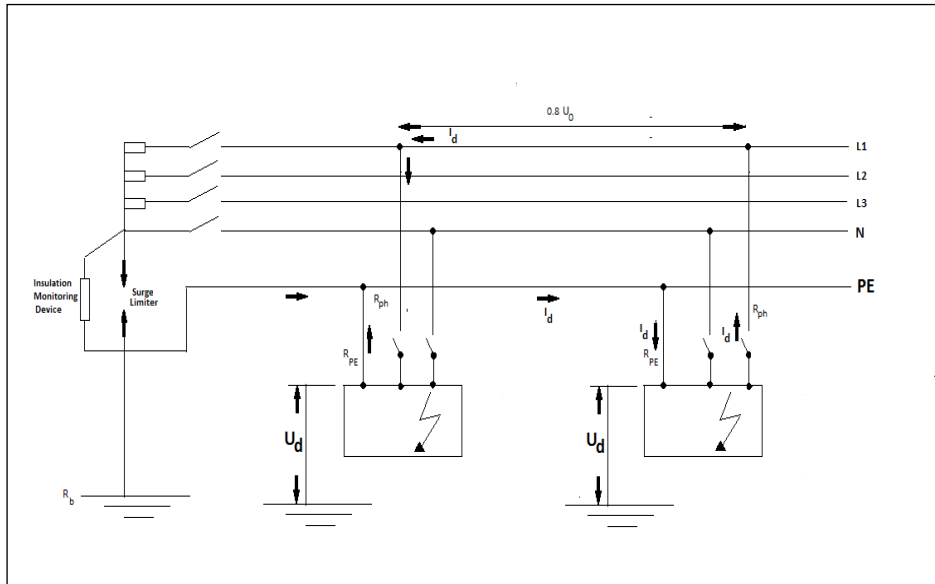 0.8 U0
Id
L1
L2
L3
N
Insulation
Monitoring
Device
Surge
Limiter
PE
Rph
Id
Rph
RPE
Id
RPE
Id
Ud
Ud
Rb